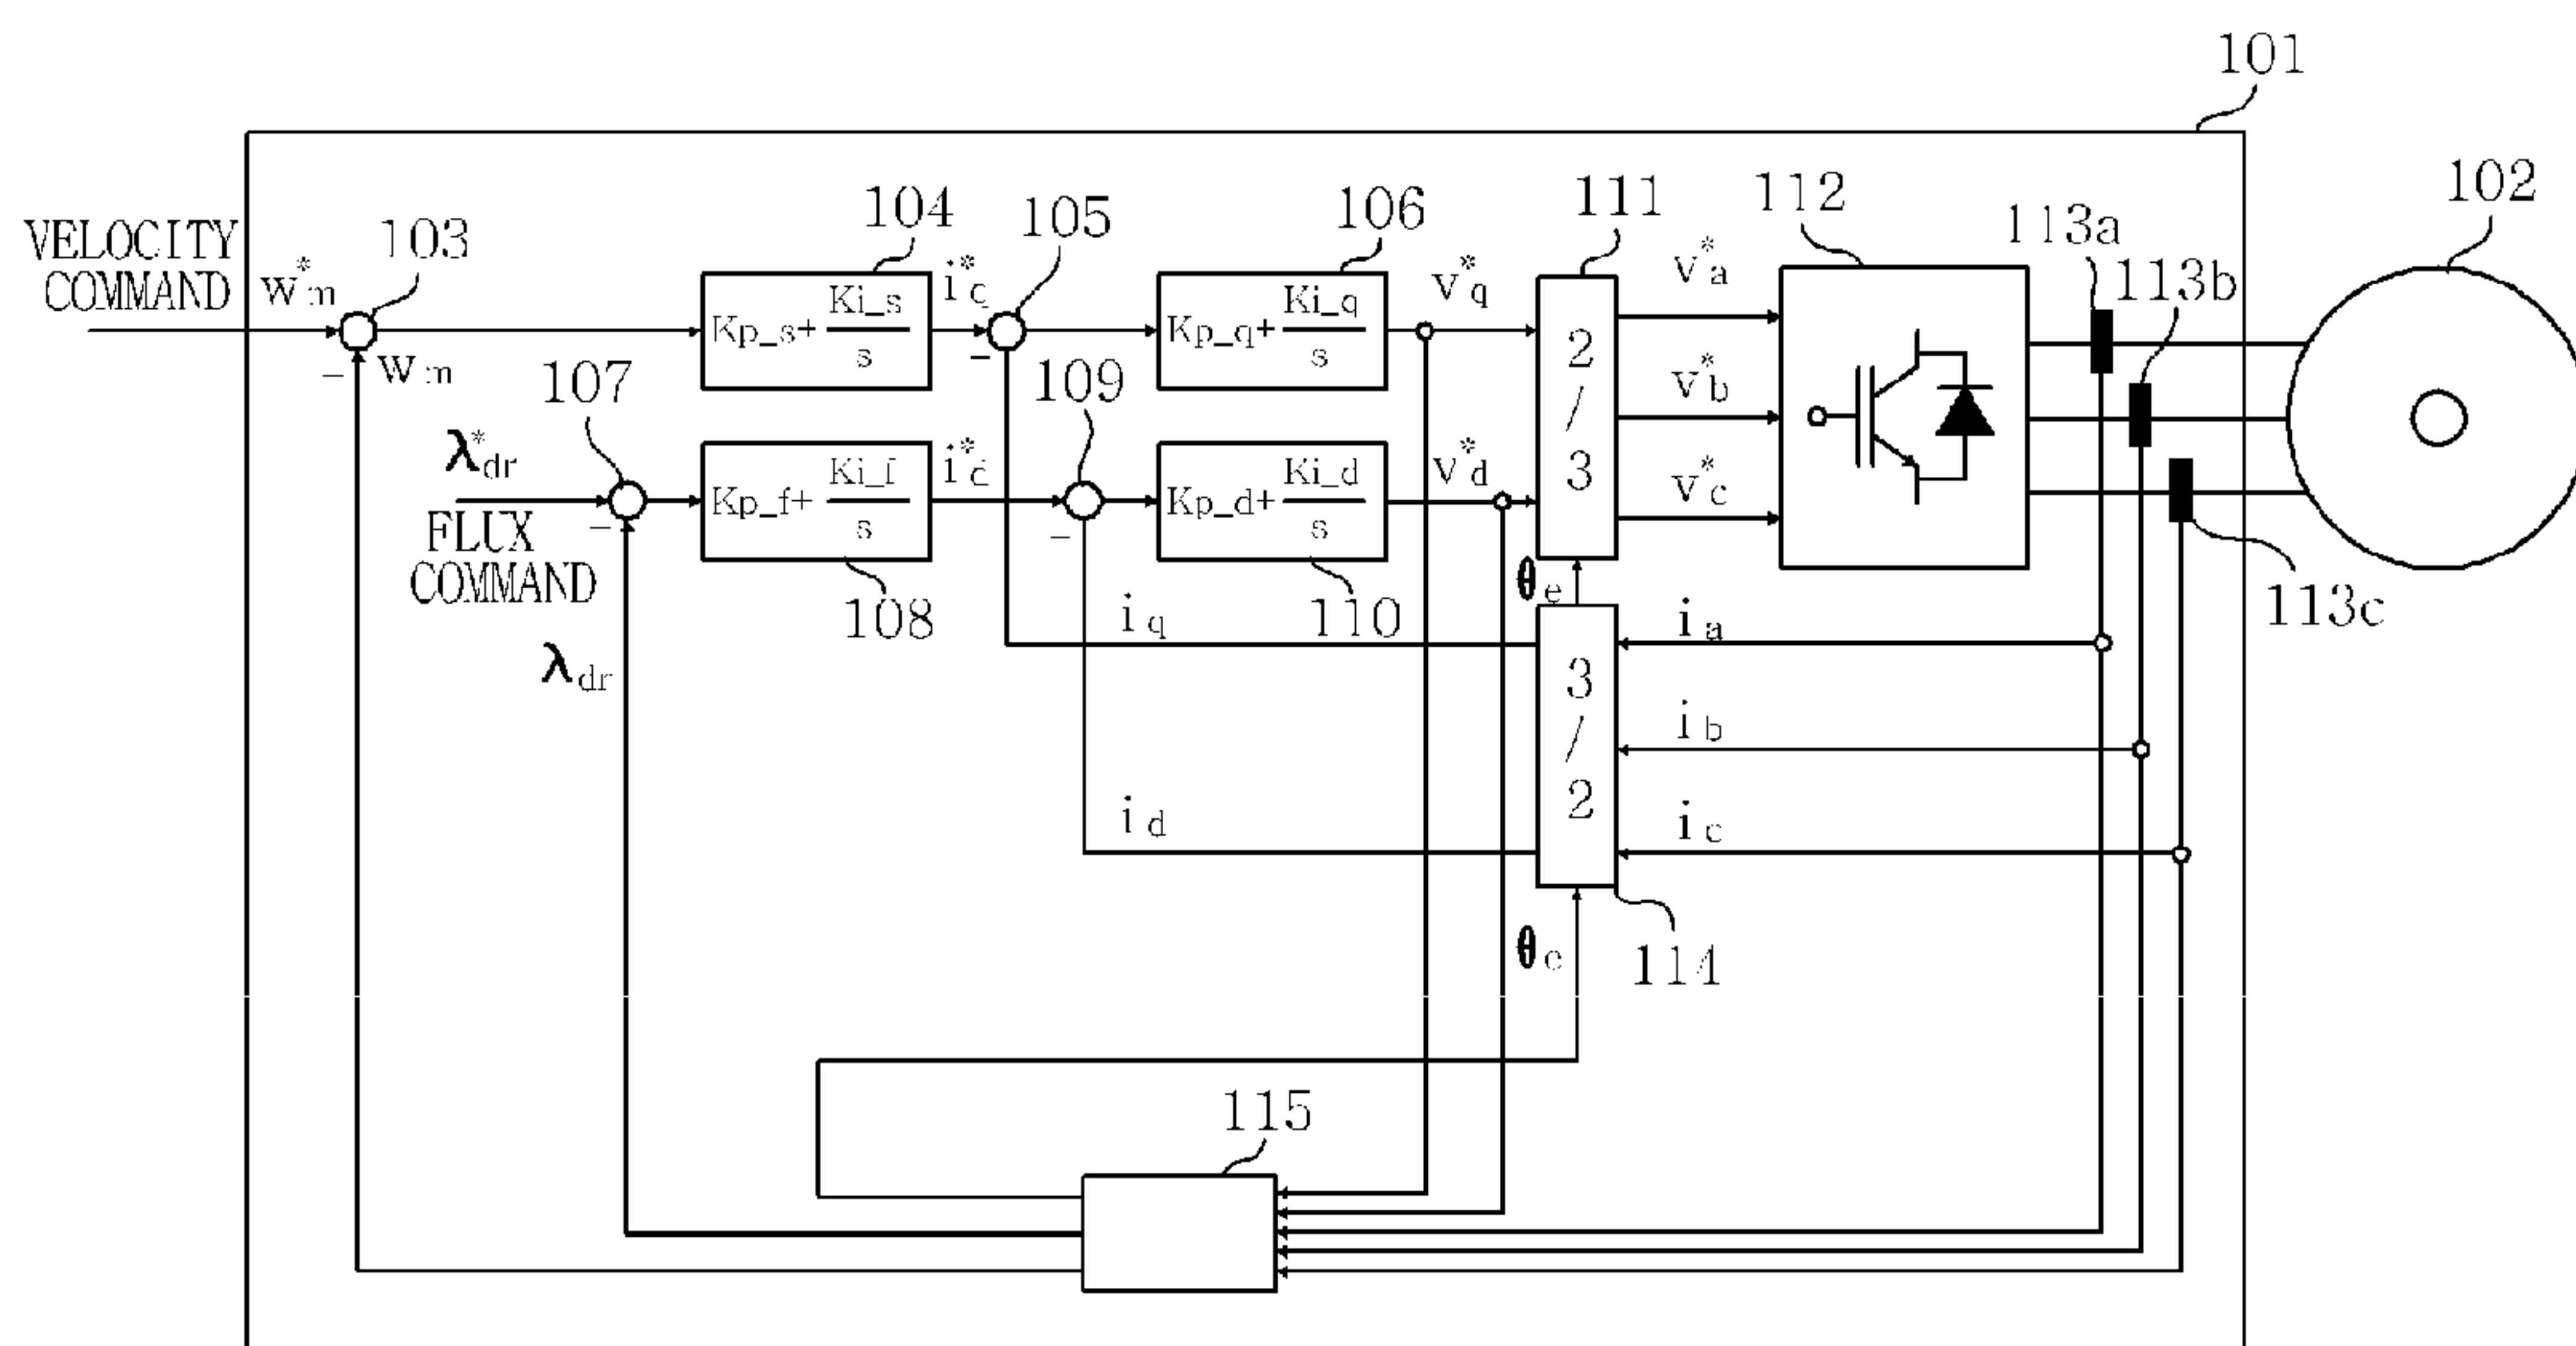 101
102
112
111
106
104
105
103
113a
113b
VELOCITY
COMMAND
w*m
i*q
v*q
v*a
Kp_s+ Ki_s
s
Kp_q+ Ki_q
s
2
/
3
wm
107
109
v*b
λ*dr
i*d
v*d
v*c
Kp_f+ Ki_f
s
Kp_d+ Ki_d
s
FLUX
COMMAND
108
110
θe
113c
iq
ia
λdr
3
/
2
ib
id
ic
θe
114
115